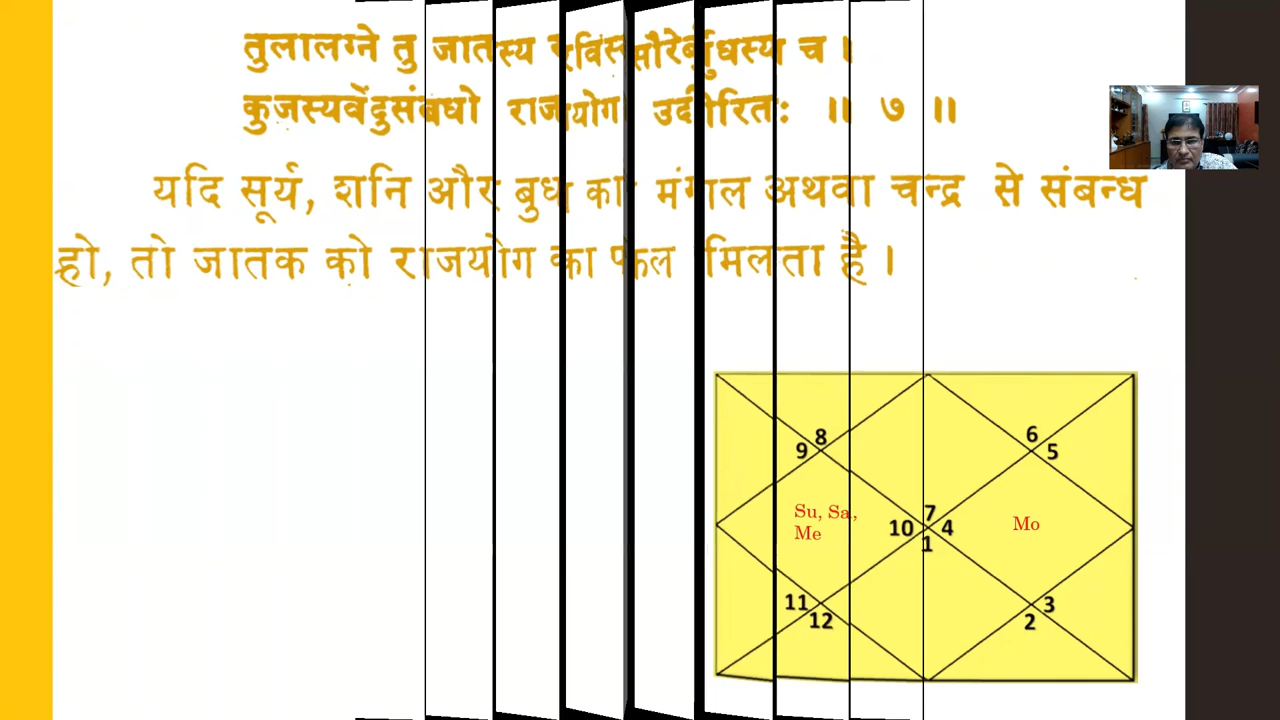 तुलालग्ने तु जातस्य रविस्सौरेर्बुधस्य च ।
कुजस्यवेंदुसंबधो राजयोग उदीरितः ॥ ७ ॥
यदि सूर्य, शनि और बुध का मंगल अथवा चन्द्र से संबन्ध
हो, तो जातक को राजयोग का फल मिलता है ।
8
9
6
5
Su, Sa,
Me
7
10
4
1
Mo
11
12
3
2